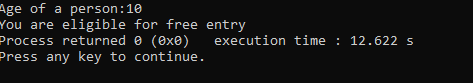 Age of a person:10
You are eligible for free entry
Process returned 0 (0x0)   execution time : 12.622 s
Press any key to continue.